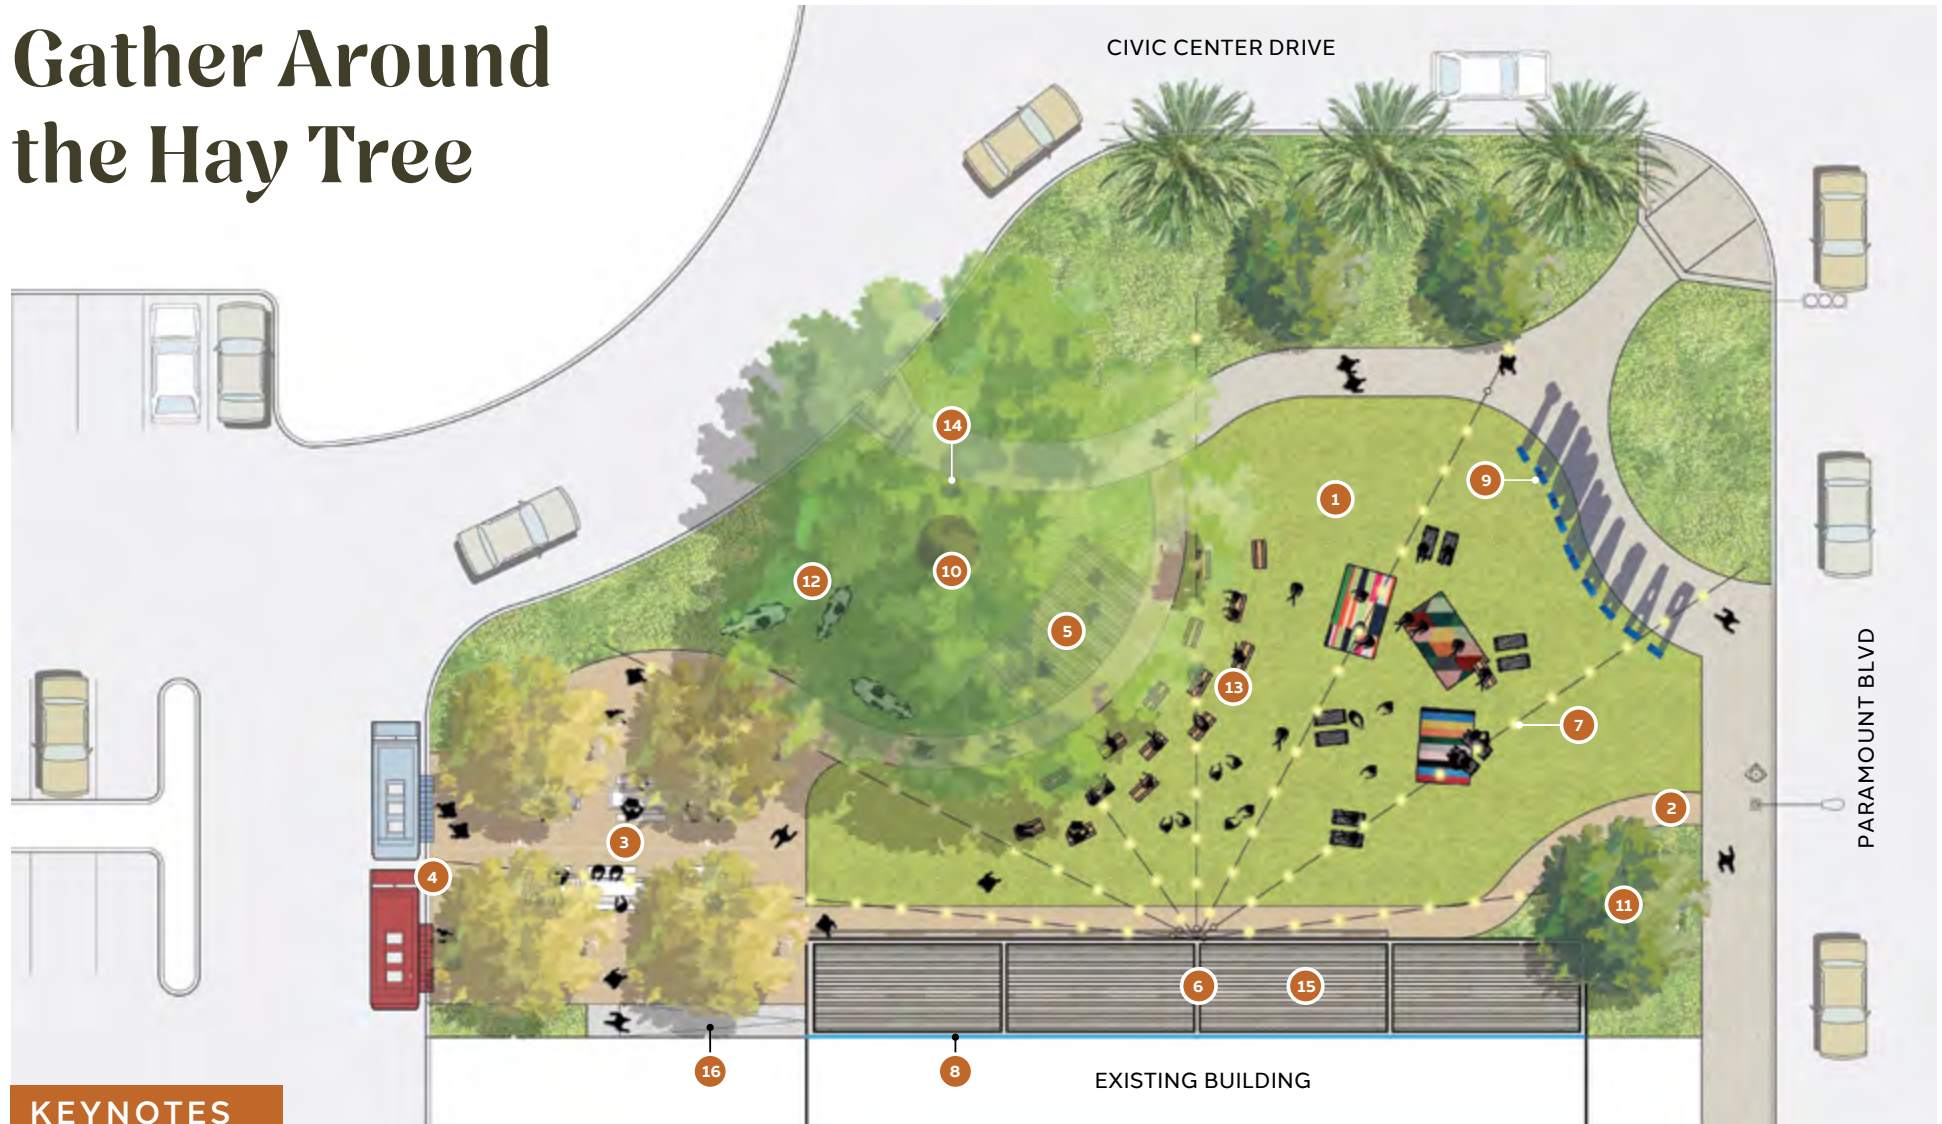 Gather Around
the Hay Tree
CIVIC CENTER DRIVE
14
1
9
12
10
5
13
7
2
3
4
11
6
15
16
8
EXISTING BUILDING
PARAMOUNT BLVD
PARAMOUNT
KEYNOTES